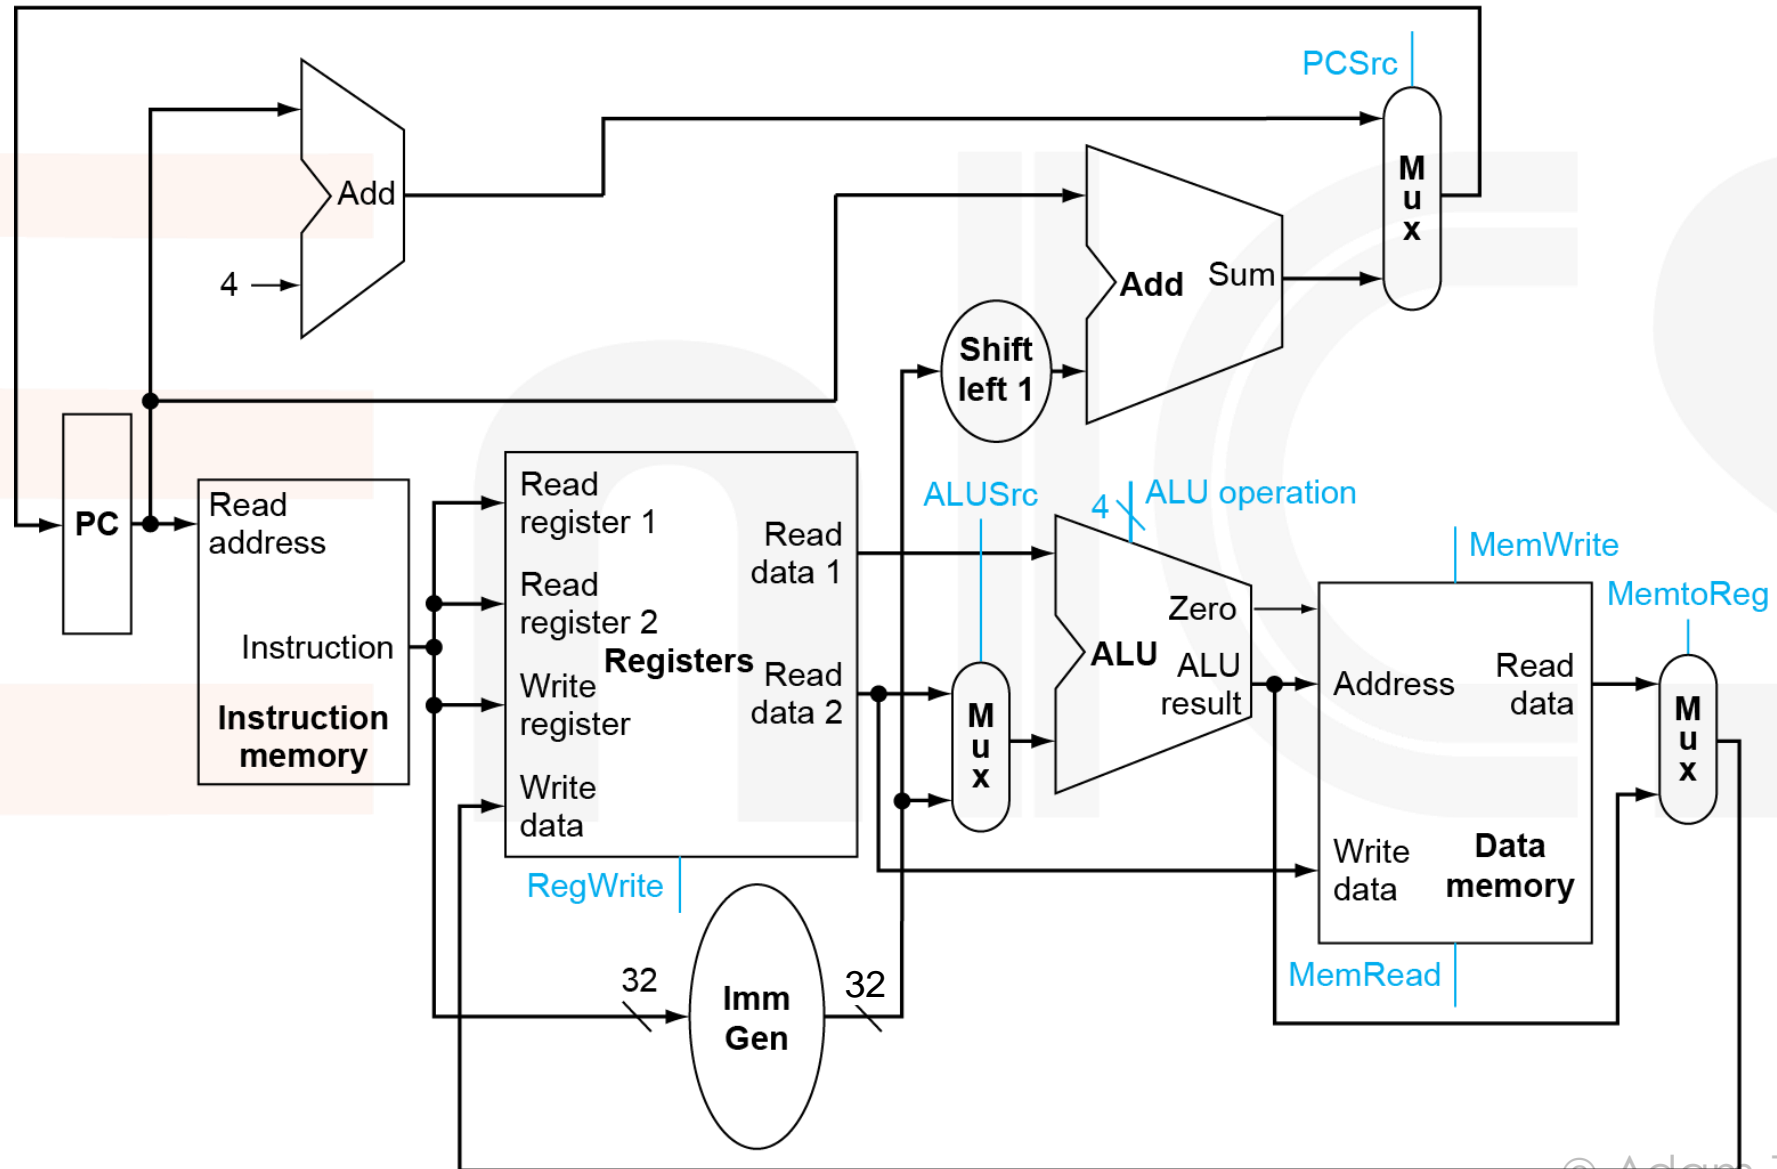 PCSrc
M
u
x
Add
4
Add
Sum
Shift
left 1
PC
Read
address
Instruction
Instruction
memory
Read
register 1
Read
register 2
Registers
Write
register
Write
data
Read
data 1
Read
data 2
RegWrite
ALUSrc
M
u
x
4
ALU operation
Zero
ALU
ALU
result
MemWrite
MemtoReg
Address
Read
data
Write
data
Data
memory
MemRead
M
u
x
32
Imm
Gen
32
© Adam